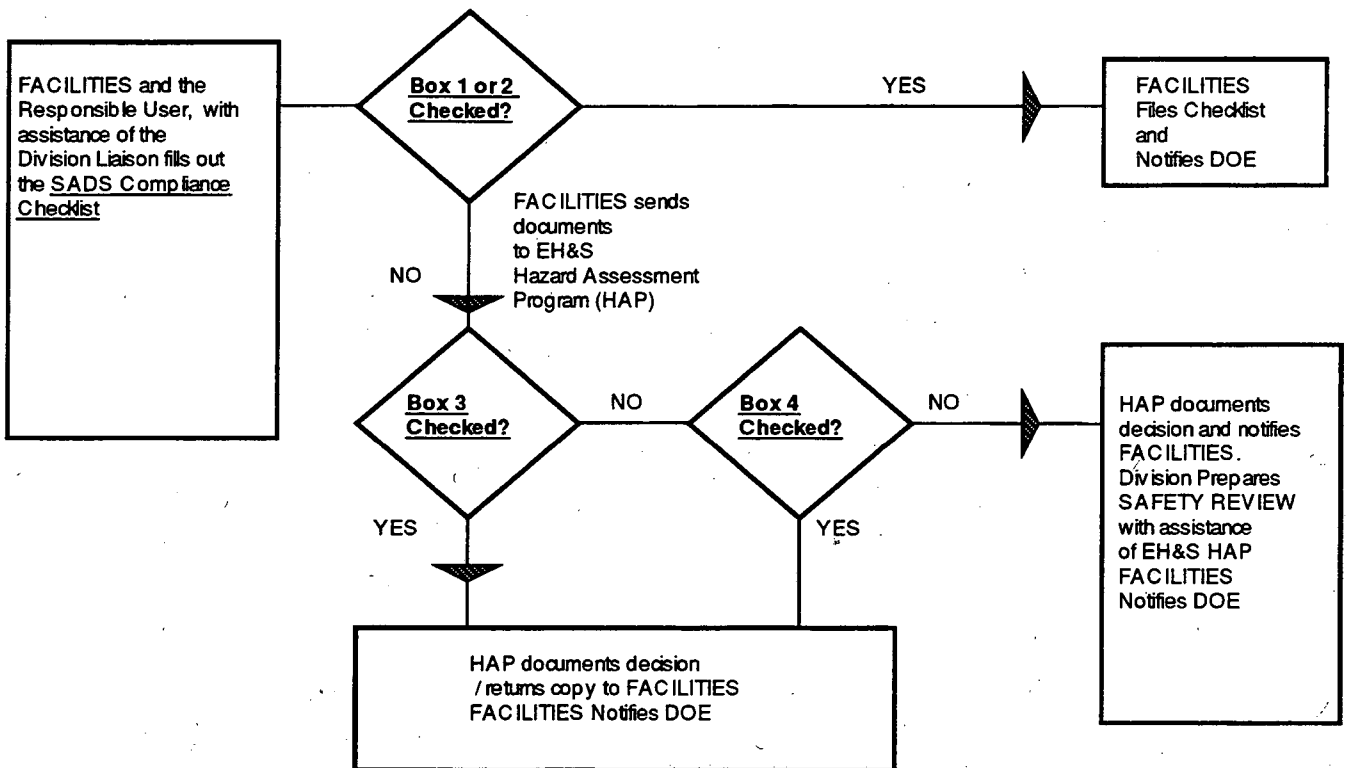 FACILITIES and the
Responsible User, with
assistance of the
Division Liaison fills out
the SADS Compliance
Checklist
Box 1 or 2
Checked?
YES
FACILITIES
Files Checklist
and
Notifies DOE
NO
FACILITIES sends
documents
to EH&S
Hazard Assessment
Program (HAP)
Box 3
Checked?
NO
Box 4
Checked?
NO
HAP documents
decision and notifies
FACILITIES.
Division Prepares
SAFETY REVIEW
with assistance
of EH&S HAP
FACILITIES
Notifies DOE
YES
YES
HAP documents decision
/ returns copy to FACILITIES
FACILITIES Notifies DOE